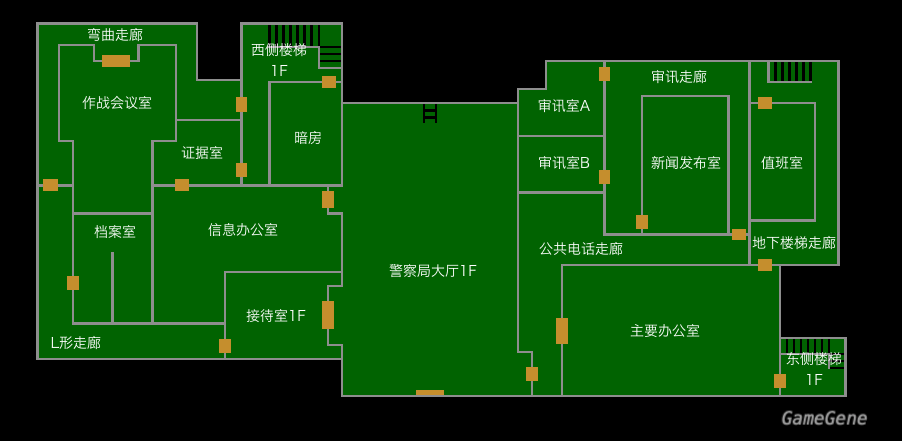 弯曲走廊
西侧楼梯
1F
作战会议室
暗房
证据室
审讯室A
审讯走廊
审讯室B
新闻发布室
值班室
档案室
信息办公室
公共电话走廊
地下楼梯走廊
警察局大厅1F
接待室1F
主要办公室
L形走廊
东侧楼梯
1F
GameGene